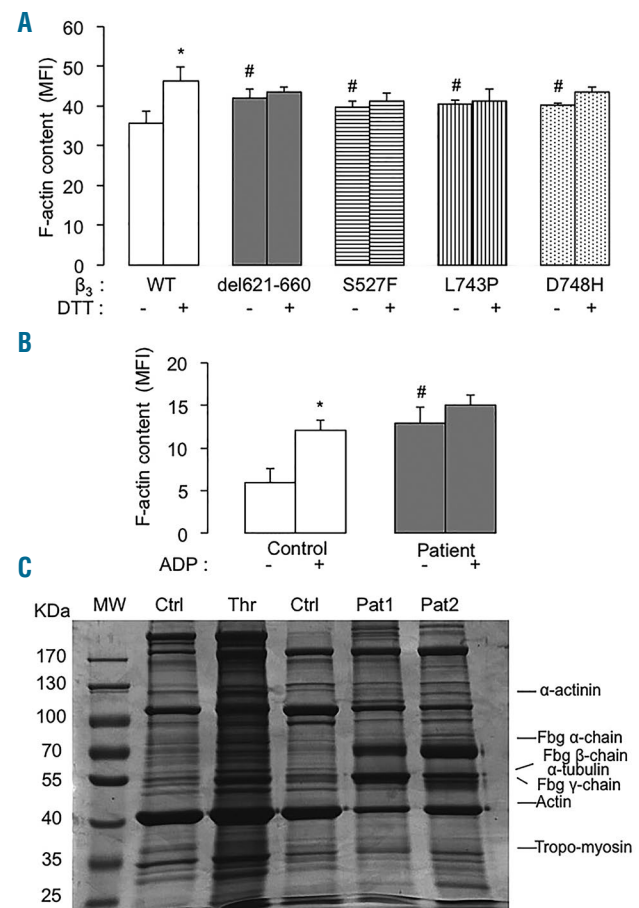 A
F-actin content (MFI)
60
50
40
30
20
10
0
*
#
#
#
#
β3 : WT del621-660 S527F L743P D748H
DTT : - + - + - + - + - +
B
F-actin content (MFI)
20
15
10
5
0
*
#
Control Patient
ADP : - + - +
C
KDa MW Ctrl Thr Ctrl Pat1 Pat2
170
130
100
70
55
40
35
25
α-actinin
Fbg α-chain
Fbg β-chain
α-tubulin
Fbg γ-chain
Actin
Tropo-myosin